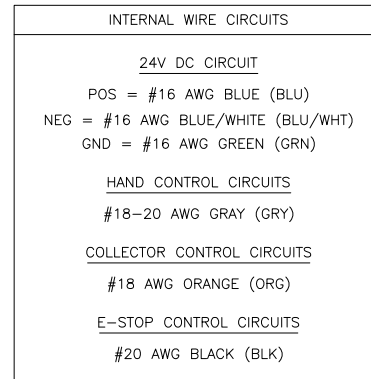 INTERNAL WIRE CIRCUITS
24V DC CIRCUIT
POS = #16 AWG BLUE (BLU)
NEG = #16 AWG BLUE/WHITE (BLU/WHT)
GND = #16 AWG GREEN (GRN)
HAND CONTROL CIRCUITS
#18-20 AWG GRAY (GRY)
COLLECTOR CONTROL CIRCUITS
#18 AWG ORANGE (ORG)
E-STOP CONTROL CIRCUITS
#20 AWG BLACK (BLK)